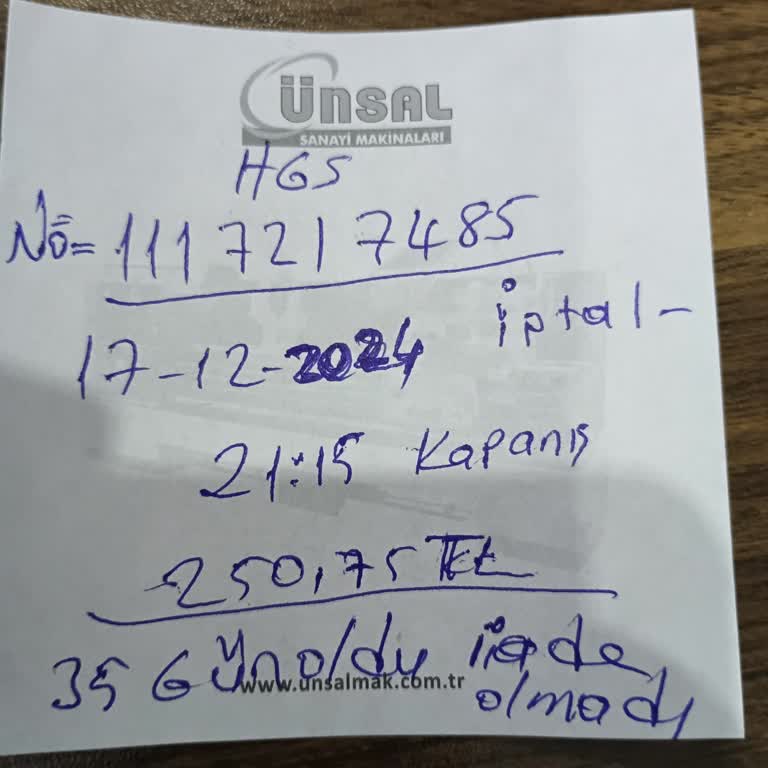 ÜNSAL
SANAYİ MAKİNALARI
HGS
No= 1117217485
iptal-
17-12-2024
21:15 Kapanış
250,75 TL
35 GÜN oldu iade
www.unsalmak.com.tr
olmadı